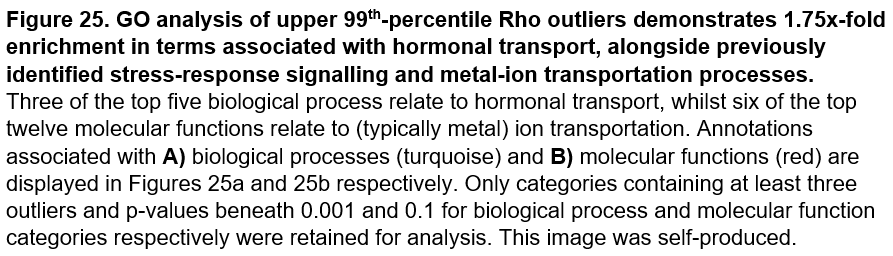 Figure 25. GO analysis of upper 99th-percentile Rho outliers demonstrates 1.75x-fold
enrichment in terms associated with hormonal transport, alongside previously
identified stress-response signalling and metal-ion transportation processes.
Three of the top five biological process relate to hormonal transport, whilst six of the top
twelve molecular functions relate to (typically metal) ion transportation. Annotations
associated with A) biological processes (turquoise) and B) molecular functions (red) are
displayed in Figures 25a and 25b respectively. Only categories containing at least three
outliers and p-values beneath 0.001 and 0.1 for biological process and molecular function
categories respectively were retained for analysis. This image was self-produced.